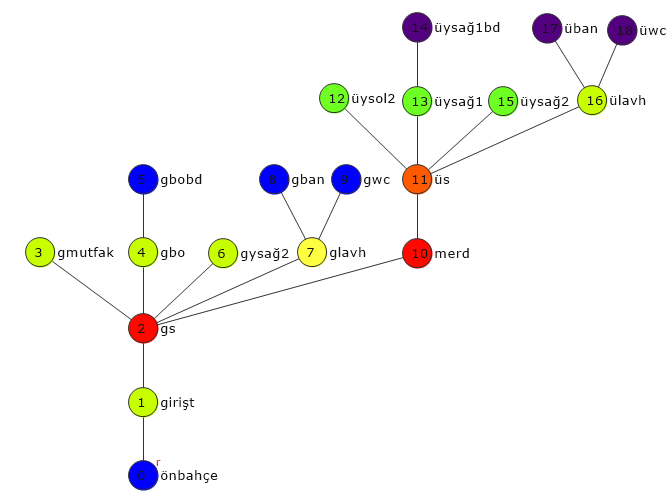 14 üysağ1bd
17 üban
18 üwc
12 üysol2
13 üysağ1
15 üysağ2
16 ülavh
5 gbobd
8 gban
9 gwc
11 üs
3 gmutfak
4 gbo
6 gysağ2
7 glavh
10 merd
2 gs
1 girişt
r
0 önbahçe